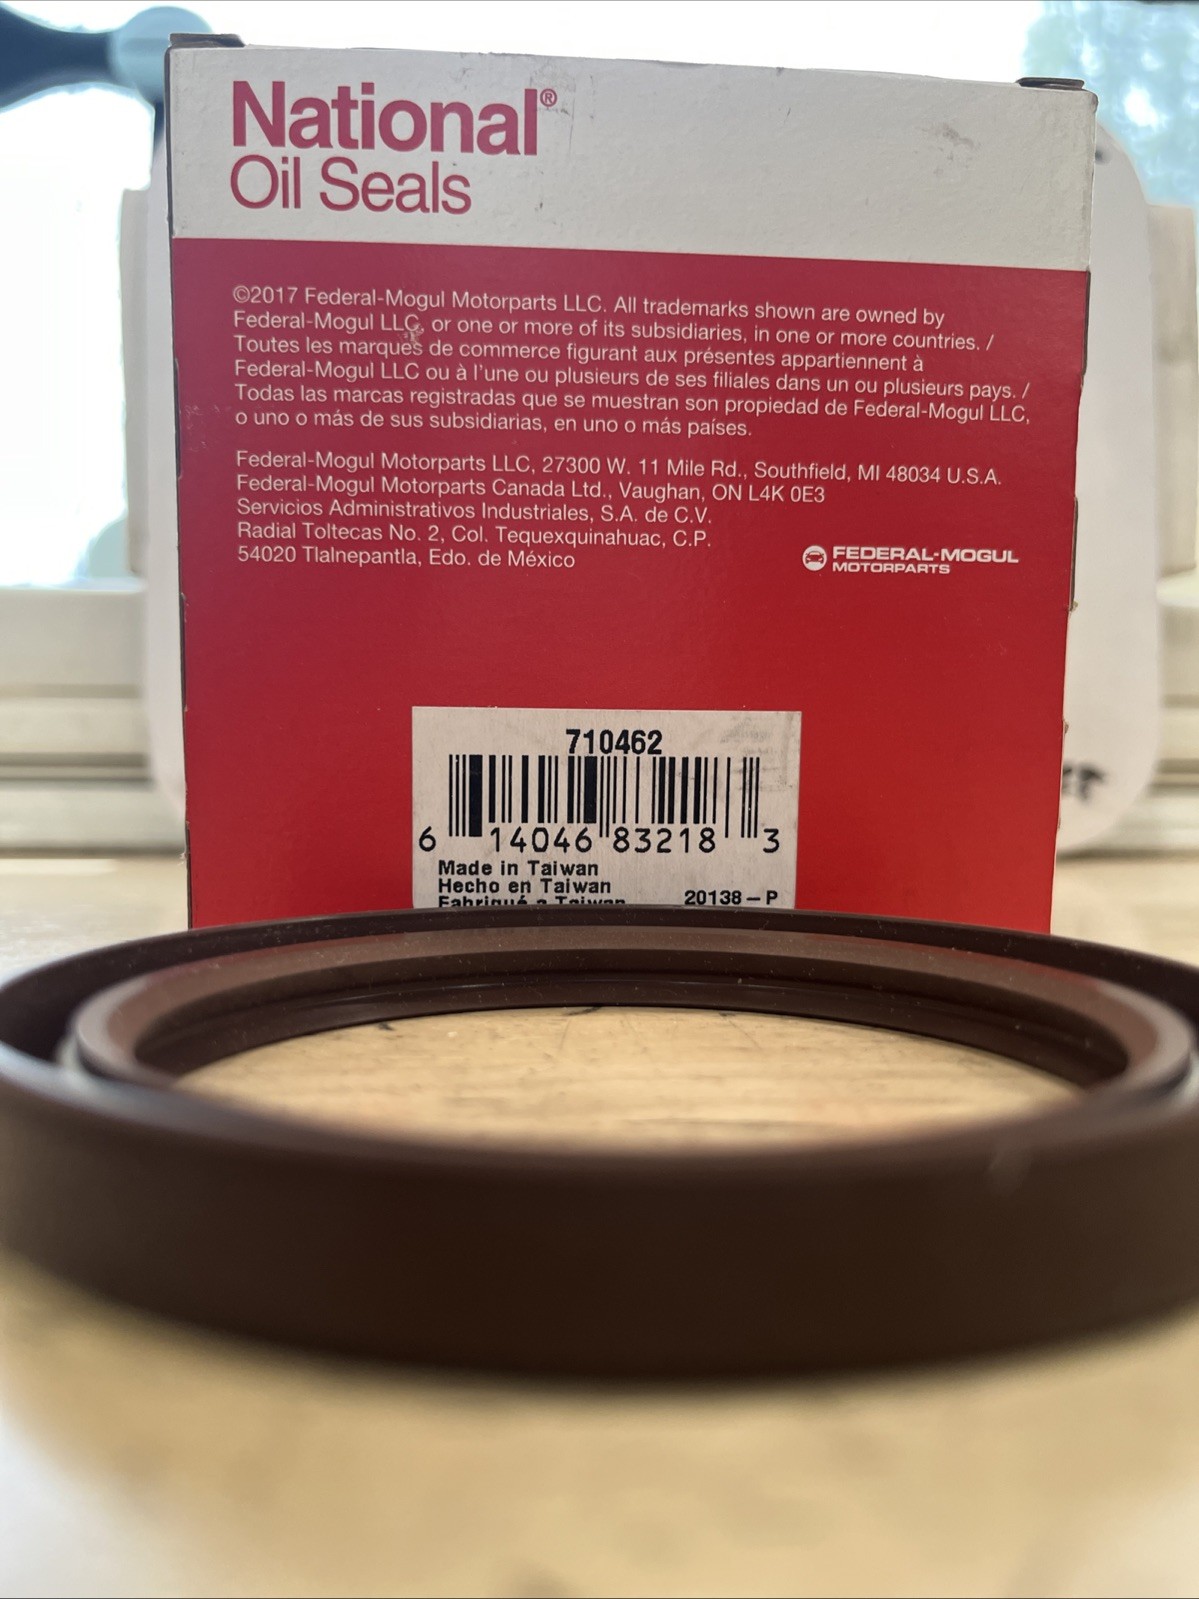 National®
Oil Seals
©2017 Federal-Mogul Motorparts LLC. All trademarks shown are owned by
Federal-Mogul LLC, or one or more of its subsidiaries, in one or more countries. /
Toutes les marques de commerce figurant aux présentes appartiennent à
Federal-Mogul LLC ou à l'une ou plusieurs de ses filiales dans un ou plusieurs pays. /
Todas las marcas registradas que se muestran son propiedad de Federal-Mogul LLC,
o uno o más de sus subsidiarias, en uno o más países.
Federal-Mogul Motorparts LLC, 27300 W. 11 Mile Rd., Southfield, MI 48034 U.S.A.
Federal-Mogul Motorparts Canada Ltd., Vaughan, ON L4K 0E3
Servicios Administrativos Industriales, S.A. de C.V.
Radial Toltecas No. 2, Col. Tequexquinahuac, C.P.
54020 Tlalnepantla, Edo. de México
FEDERAL-MOGUL
MOTORPARTS
710462
6 14046 83218 3
Made in Taiwan
Hecho en Taiwan
Fabriqué a Taiwan
20138-P